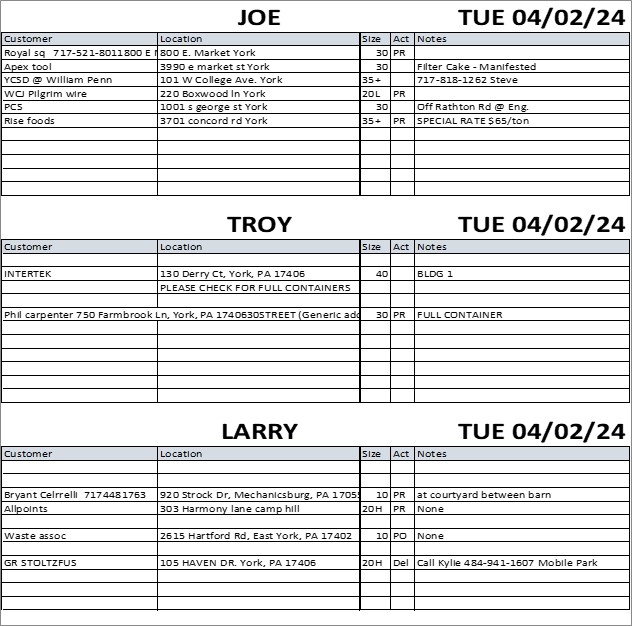 JOE TUE 04/02/24
Customer Location Size Act Notes
Royal sq 717-521-8011800 E M 800 E. Market York 30 PR
Apex tool 3990 e market st York 30 Filter Cake - Manifested
YCSD @ William Penn 101 W College Ave. York 35+ 717-818-1262 Steve
WCJ Pilgrim wire 220 Boxwood ln York 20L PR
PCS 1001 s george st York 30 Off Rathton Rd @ Eng.
Rise foods 3701 concord rd York 35+ PR SPECIAL RATE $65/ton
TROY TUE 04/02/24
Customer Location Size Act Notes
INTERTEK 130 Derry Ct, York, PA 17406 40 BLDG 1
PLEASE CHECK FOR FULL CONTAINERS
Phil carpenter 750 Farmbrook Ln, York, PA 1740630STREET (Generic add 30 PR FULL CONTAINER
LARRY TUE 04/02/24
Customer Location Size Act Notes
Bryant Celrrelli 7174481763 920 Strock Dr, Mechanicsburg, PA 1705 10 PR at courtyard between barn
Allpoints 303 Harmony lane camp hill 20H PR None
Waste assoc 2615 Hartford Rd, East York, PA 17402 10 PO None
GR STOLTZFUS 105 HAVEN DR. York, PA 17406 20H Del Call Kylie 484-941-1607 Mobile Park